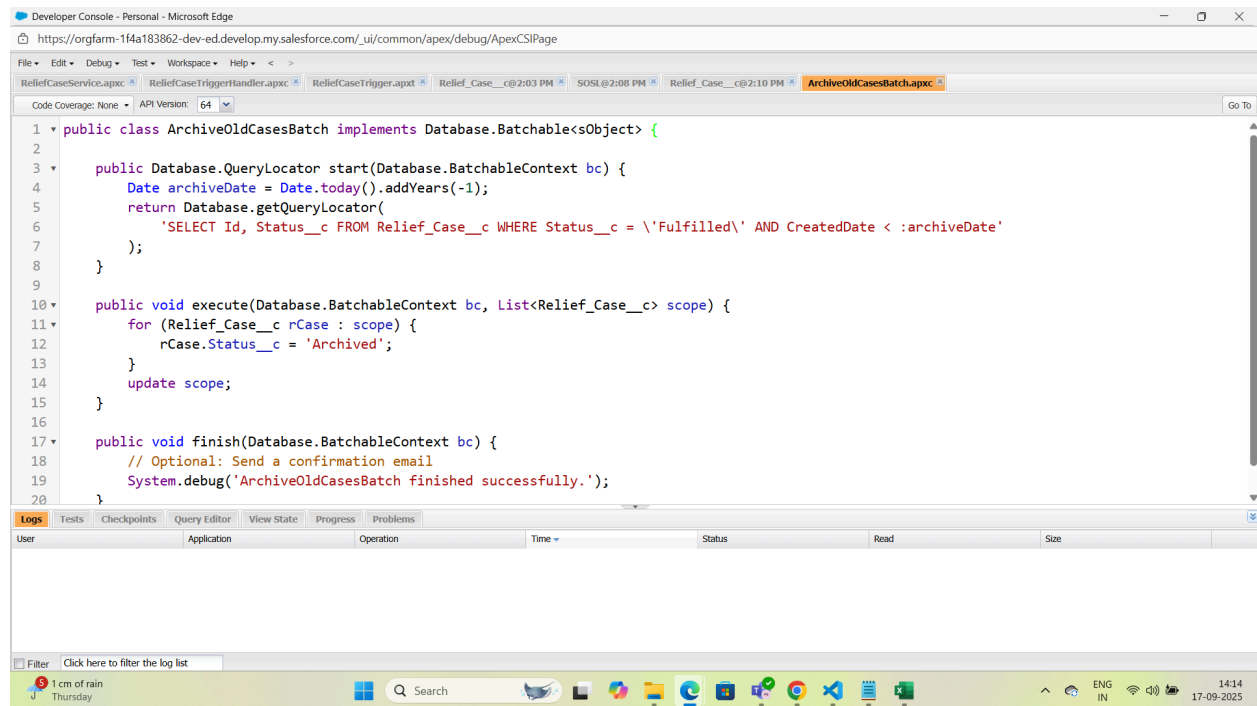 Developer Console - Personal - Microsoft Edge
https://orgfarm-1f4a183862-dev-ed.develop.my.salesforce.com/_ui/common/apex/debug/ApexCSIPage
File Edit Debug Test Workspace Help < >
ReliefCaseService.apxc ReliefCaseTriggerHandler.apxc ReliefCaseTrigger.apxt Relief_Case__c@2:03 PM SOSL@2:08 PM Relief_Case__c@2:10 PM ArchiveOldCasesBatch.apxc
Code Coverage: None API Version: 64 Go To
1 public class ArchiveOldCasesBatch implements Database.Batchable<sObject> {
2
3 public Database.QueryLocator start(Database.BatchableContext bc) {
4 Date archiveDate = Date.today().addYears(-1);
5 return Database.getQueryLocator(
6 'SELECT Id, Status__c FROM Relief_Case__c WHERE Status__c = \'Fulfilled\' AND CreatedDate < :archiveDate'
7 );
8 }
9
10 public void execute(Database.BatchableContext bc, List<Relief_Case__c> scope) {
11 for (Relief_Case__c rCase : scope) {
12 rCase.Status__c = 'Archived';
13 }
14 update scope;
15 }
16
17 public void finish(Database.BatchableContext bc) {
18 // Optional: Send a confirmation email
19 System.debug('ArchiveOldCasesBatch finished successfully.');
20 }
Logs Tests Checkpoints Query Editor View State Progress Problems
User Application Operation Time Status Read Size
Filter Click here to filter the log list
5 1 cm of rain
Thursday
Search
ENG
IN
14:14
17-09-2025